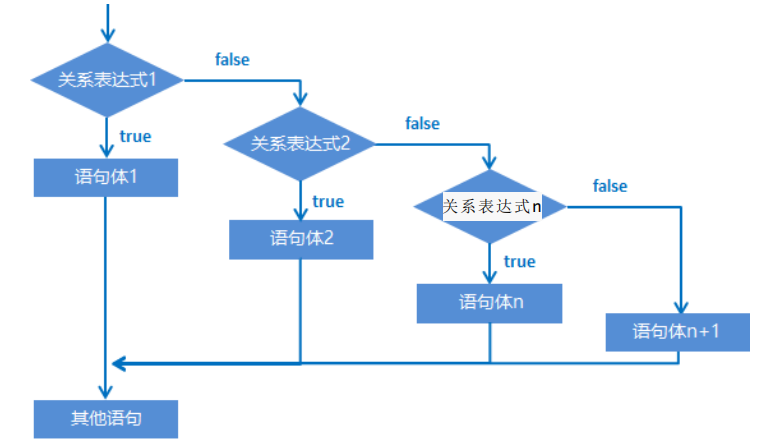 false
关系表达式1
false
true
关系表达式2
语句体1
false
true
关系表达式n
语句体2
true
语句体n
语句体n+1
其他语句